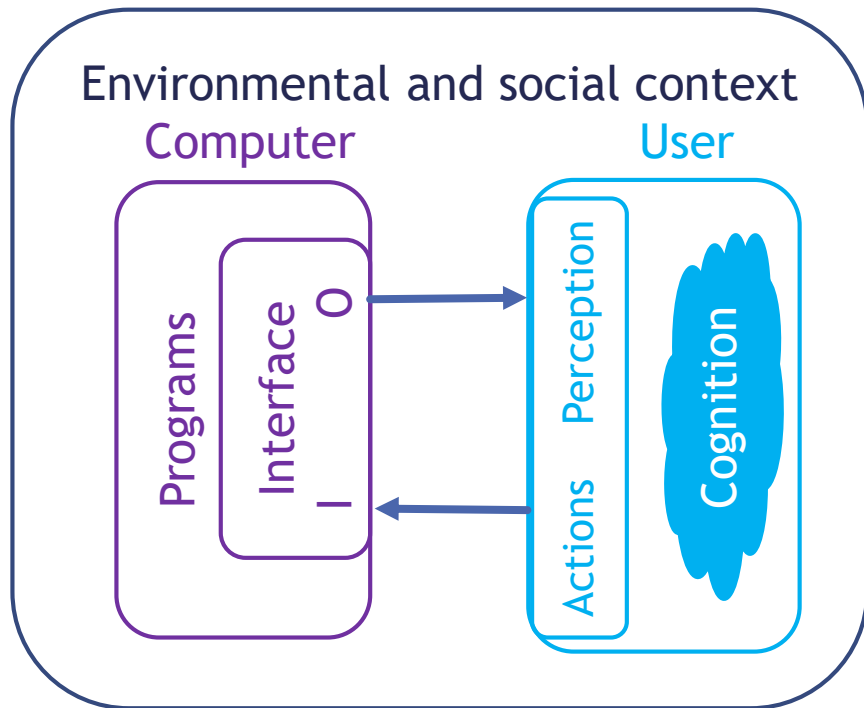 Environmental and social context
Computer
User
Programs
Interface
I O
Actions Perception
Cognition